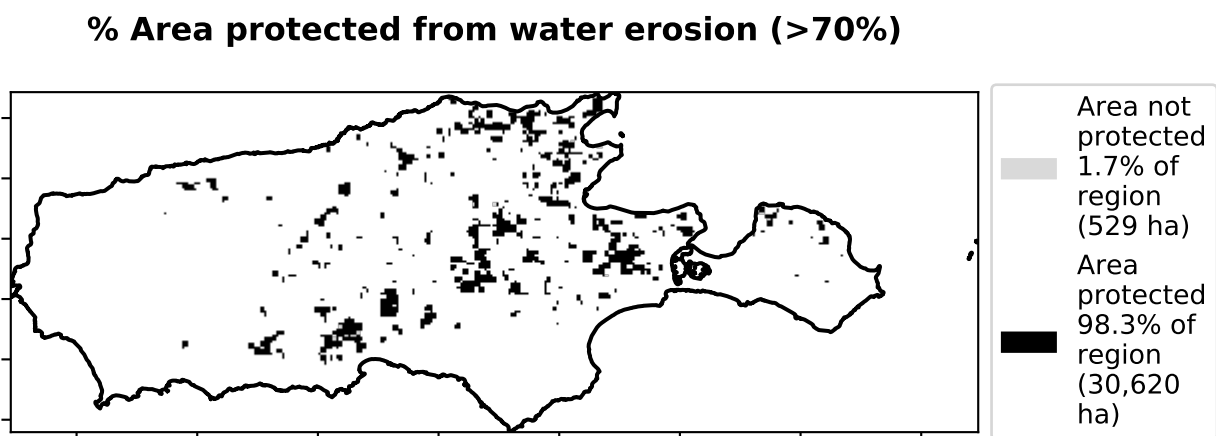 % Area protected from water erosion (>70%)
Area not
protected
1.7% of
region
(529 ha)
Area
protected
98.3% of
region
(30,620
ha)